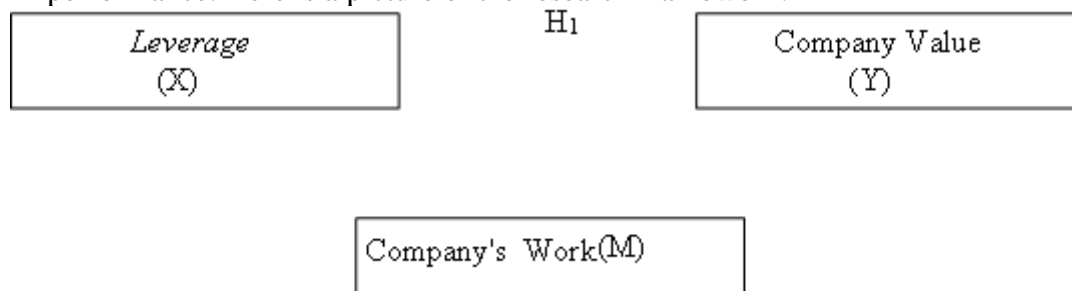 Leverage
(X)
H1
Company Value
(Y)
Company's Work(M)